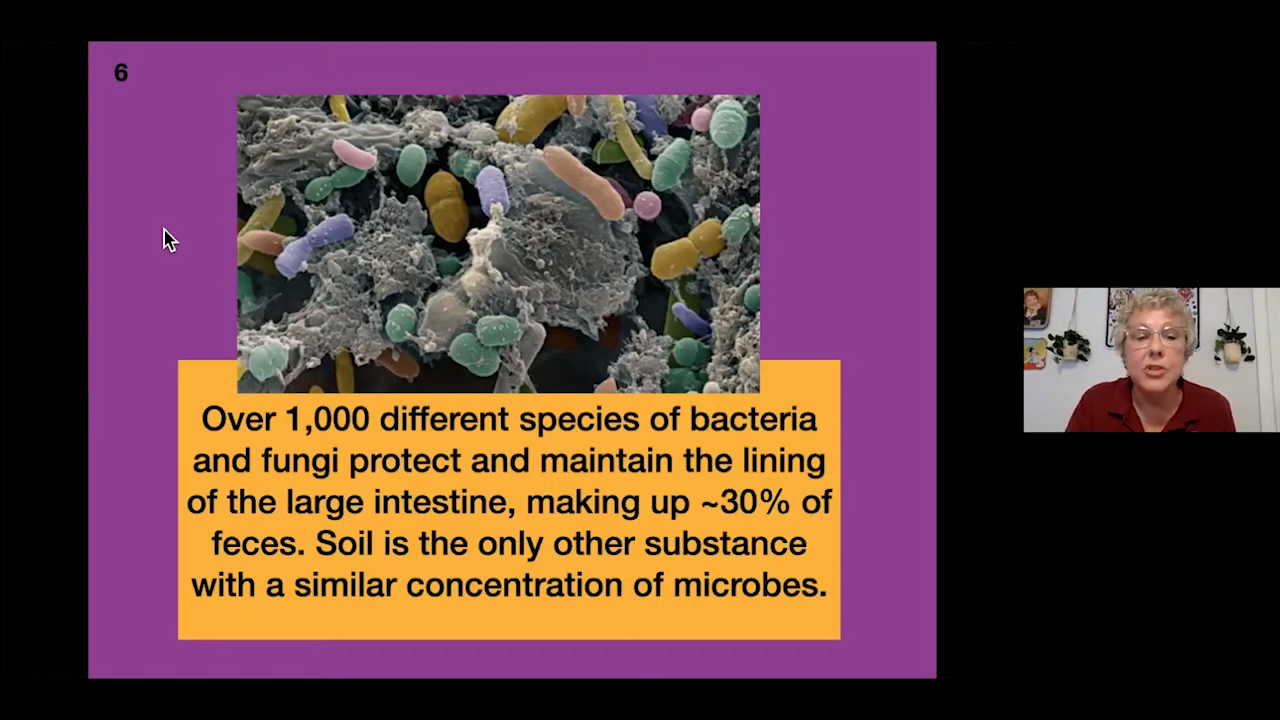 6
Over 1,000 different species of bacteria
and fungi protect and maintain the lining
of the large intestine, making up ~30% of
feces. Soil is the only other substance
with a similar concentration of microbes.